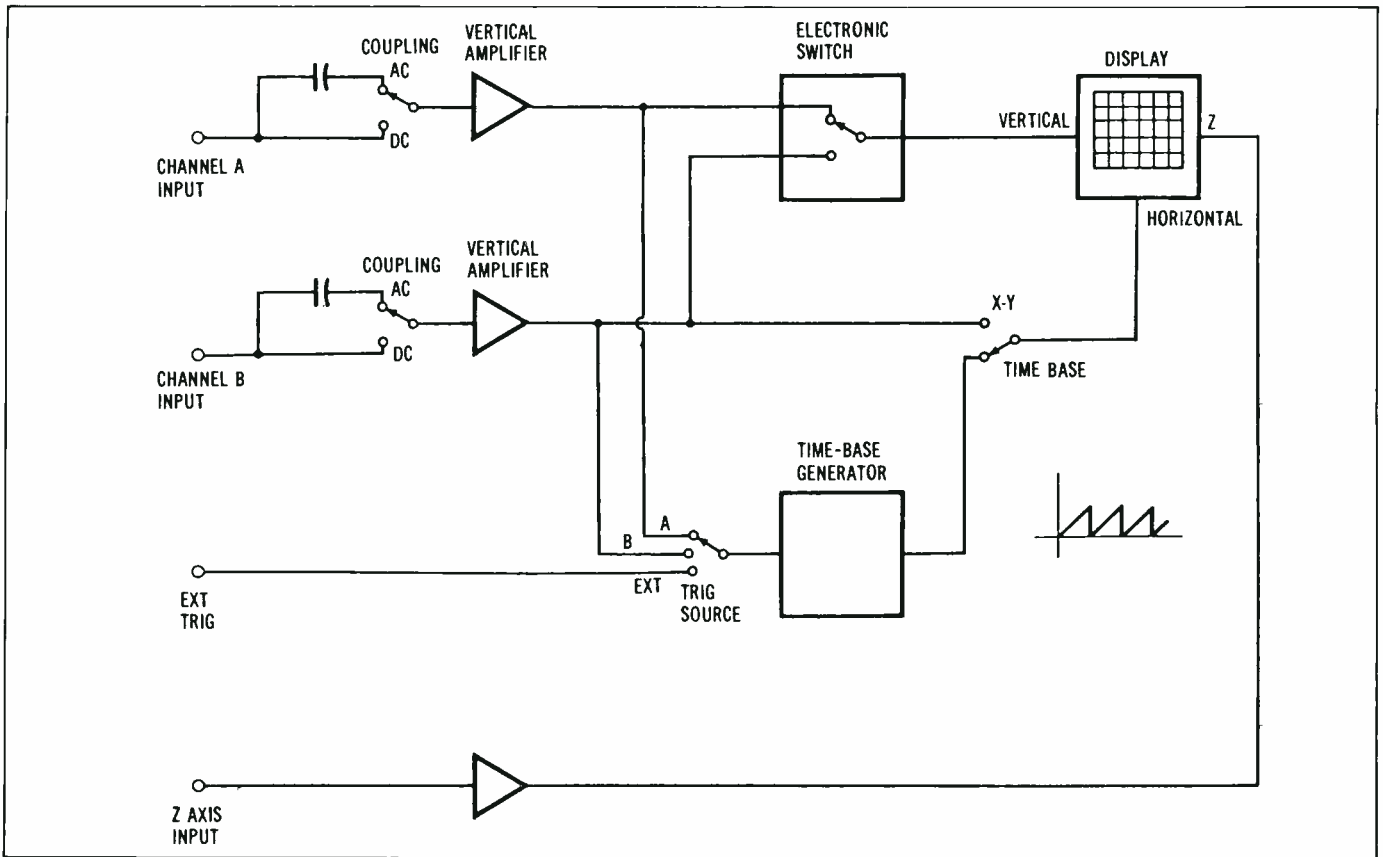 VERTICAL
AMPLIFIER
COUPLING
AC
DC
CHANNEL A
INPUT
ELECTRONIC
SWITCH
DISPLAY
VERTICAL
Z
HORIZONTAL
VERTICAL
AMPLIFIER
COUPLING
AC
DC
CHANNEL B
INPUT
X-Y
TIME BASE
TIME-BASE
GENERATOR
A
B
EXT
TRIG
SOURCE
EXT
TRIG
Z AXIS
INPUT